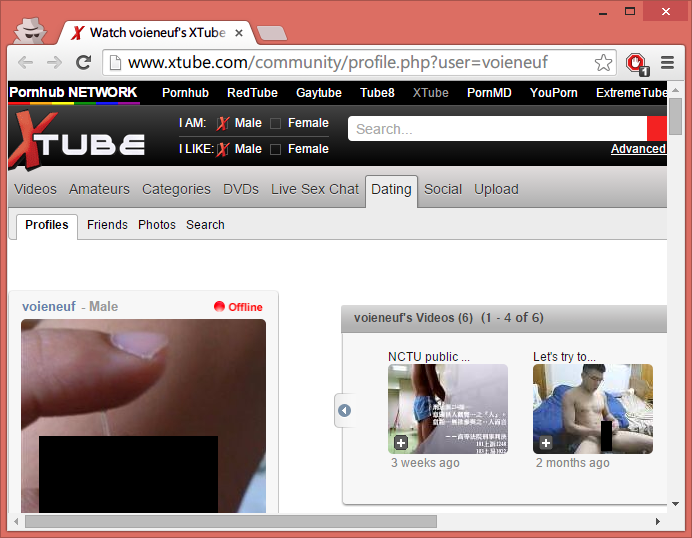 Watch voieneuf's XTube
www.xtube.com/community/profile.php?user=voieneuf
1
Pornhub NETWORK Pornhub RedTube Gaytube Tube8 XTube PornMD YouPorn ExtremeTube
XTUBE
I AM: Male Female
I LIKE: Male Female
Search...
Advanced
Videos Amateurs Categories DVDs Live Sex Chat Dating Social Upload
Profiles Friends Photos Search
voieneuf - Male Offline
voieneuf's Videos (6) (1 - 4 of 6)
NCTU public ...
3 weeks ago
Let's try to...
2 months ago